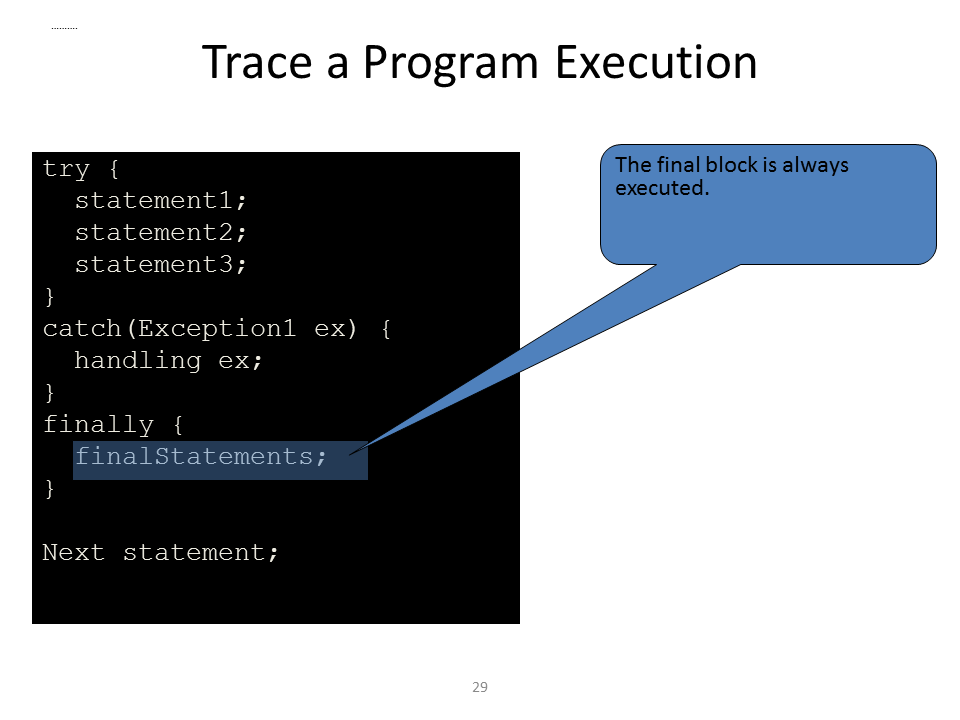 ..........
Trace a Program Execution
try {
statement1;
statement2;
statement3;
}
catch(Exception1 ex) {
handling ex;
}
finally {
finalStatements;
}
Next statement;
The final block is always
executed.
29